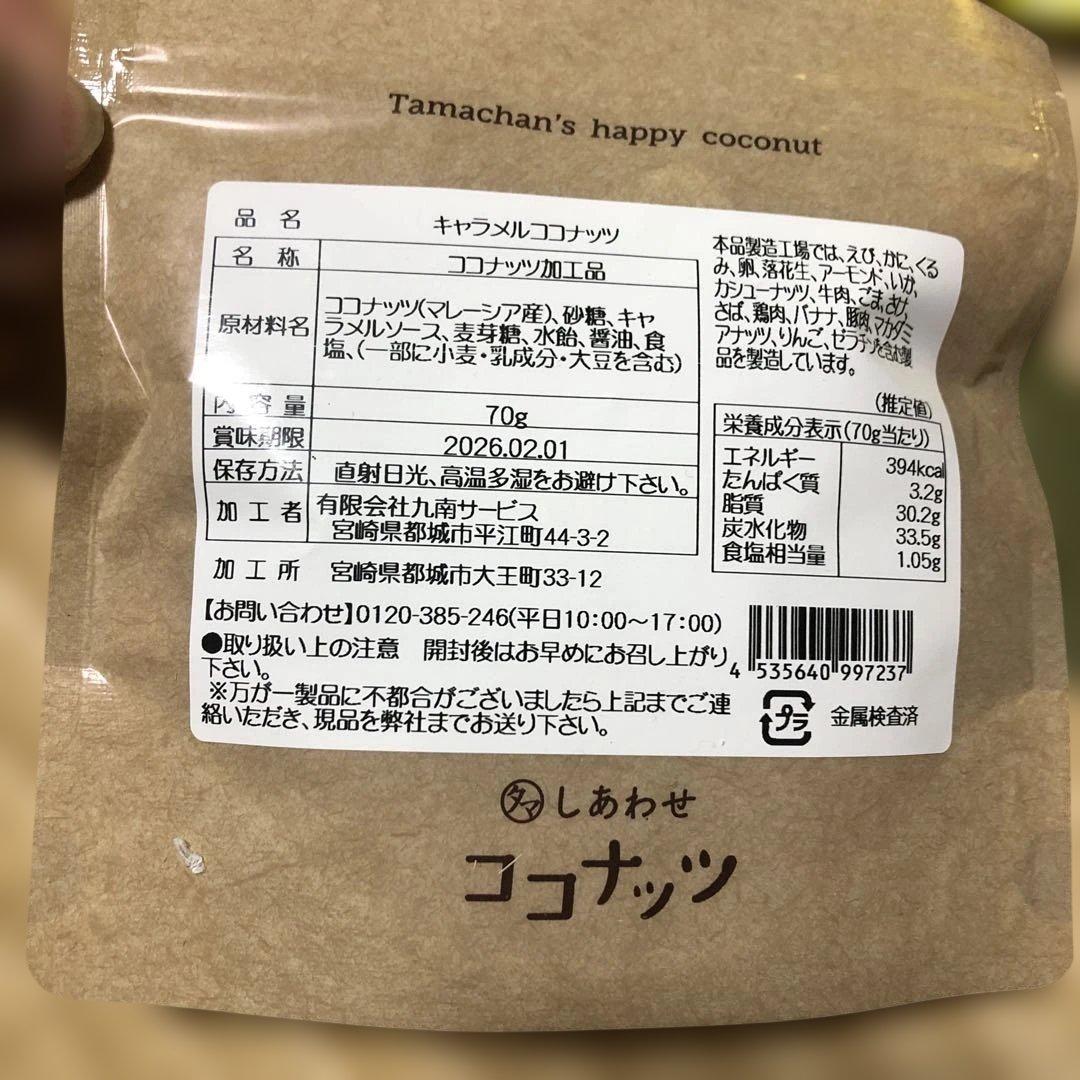 Tamachan's happy coconut
品名 キャラメルココナッツ
名称 ココナッツ加工品
原材料名 ココナッツ(マレーシア産)、砂糖、キャ
ラメルソース、麦芽糖、水飴、醤油、食
塩、(一部に小麦・乳成分・大豆を含む)
内容量 70g
賞味期限 2026.02.01
保存方法 直射日光、高温多湿をお避け下さい。
加工者 有限会社九南サービス
宮崎県都城市平江町44-3-2
加工所 宮崎県都城市大王町33-12
【お問い合わせ】0120-385-246(平日10:00～17:00)
●取り扱い上の注意 開封後はお早めにお召し上がり
下さい。
※万が一製品に不都合がございましたら上記までご連
絡いただき、現品を弊社までお送り下さい。
本品製造工場では、えび、かに、くる
み、卵、落花生、アーモンド、いか、
カシューナッツ、牛肉、ごま、さけ、
さば、鶏肉、バナナ、豚肉、マカダミ
アナッツ、りんご、ゼラチンを含む製
品を製造しています。
(推定値)
栄養成分表示(70g当たり)
エネルギー 394kcal
たんぱく質 3.2g
脂質 30.2g
炭水化物 33.5g
食塩相当量 1.05g
4 535640 997237
プラ
金属検査済
タマ しあわせ
ココナッツ